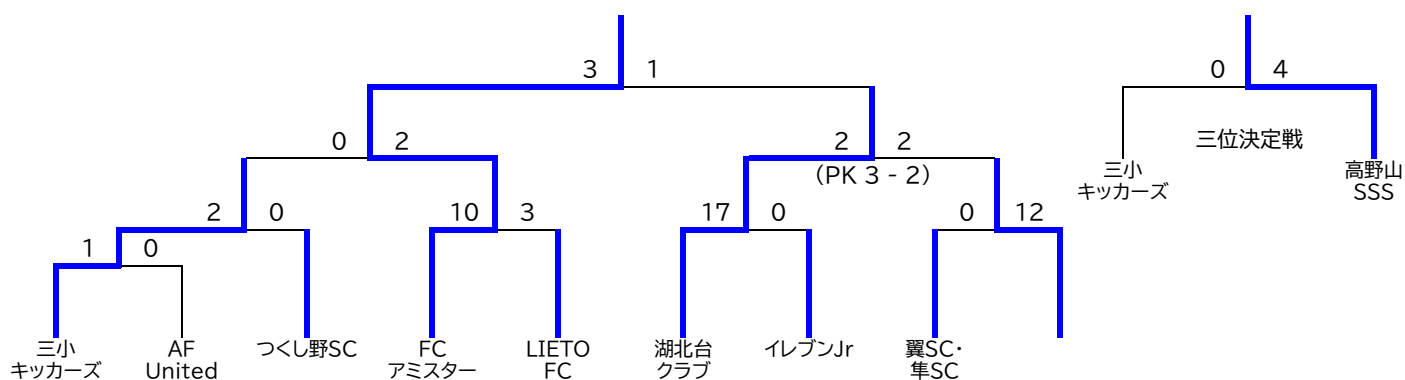 3 1
0 4
0 2
2 2
三位決定戦
(PK 3 - 2)
三小
キッカーズ
高野山
SSS
2 0
10 3
17 0
0 12
1 0
三小
キッカーズ
AF
United
つくし野SC
FC
アミスター
LIETO
FC
湖北台
クラブ
イレブンJr
翼SC・
隼SC